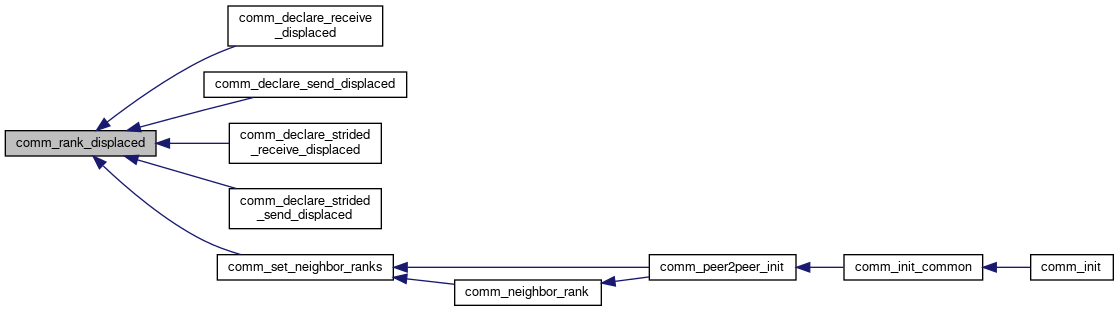 comm_declare_receive
_displaced
comm_declare_send_displaced
comm_rank_displaced
comm_declare_strided
_receive_displaced
comm_declare_strided
_send_displaced
comm_set_neighbor_ranks
comm_peer2peer_init
comm_init_common
comm_init
comm_neighbor_rank